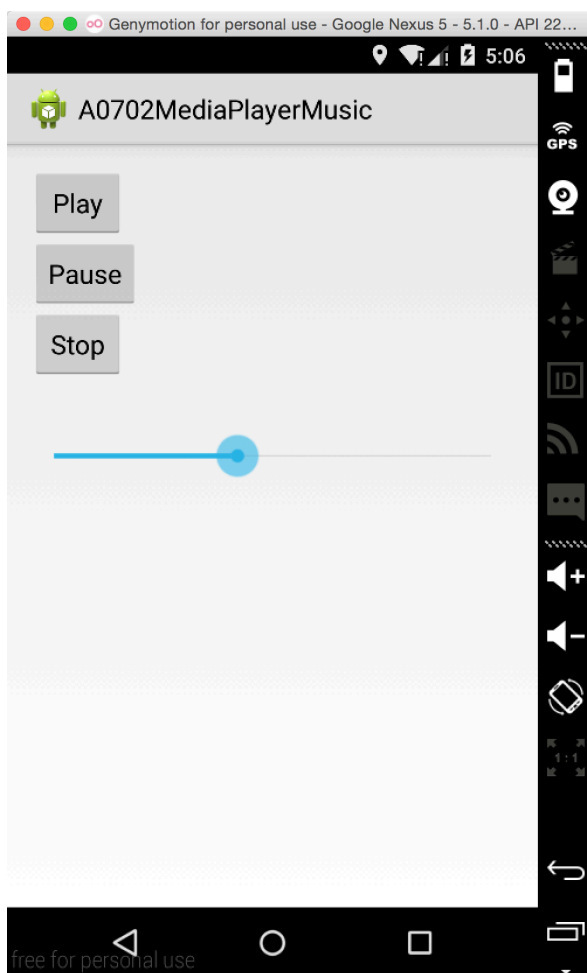 Genymotion for personal use - Google Nexus 5 - 5.1.0 - API 22...
5:06
A0702MediaPlayerMusic
GPS
Play
Pause
Stop
ID
1:1
free for personal use